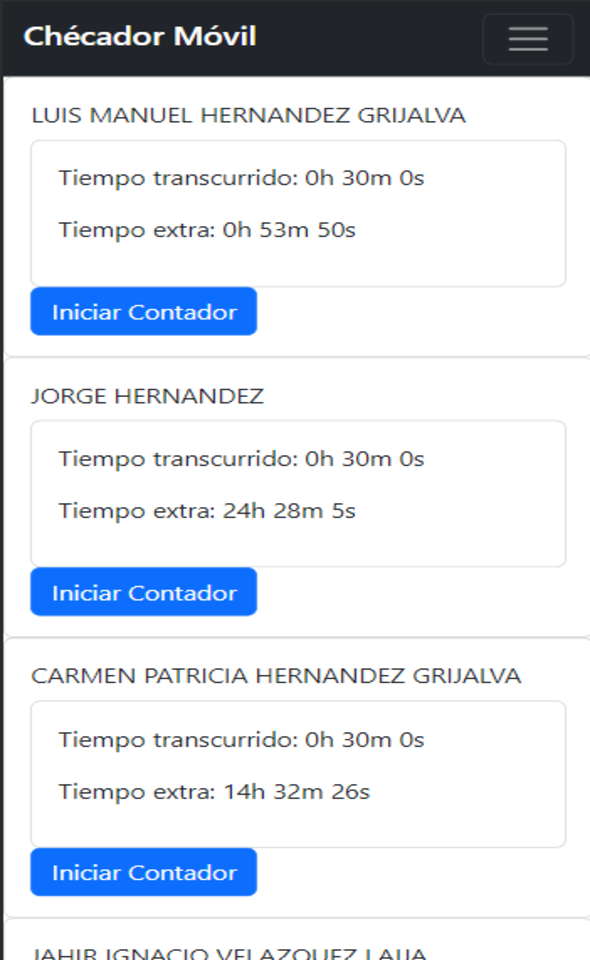 Chécador Móvil
LUIS MANUEL HERNANDEZ GRIJALVA
Tiempo transcurrido: 0h 30m 0s
Tiempo extra: 0h 53m 50s
Iniciar Contador
JORGE HERNANDEZ
Tiempo transcurrido: 0h 30m 0s
Tiempo extra: 24h 28m 5s
Iniciar Contador
CARMEN PATRICIA HERNANDEZ GRIJALVA
Tiempo transcurrido: 0h 30m 0s
Tiempo extra: 14h 32m 26s
Iniciar Contador
JAHIR IGNACIO VELAZQUEZ